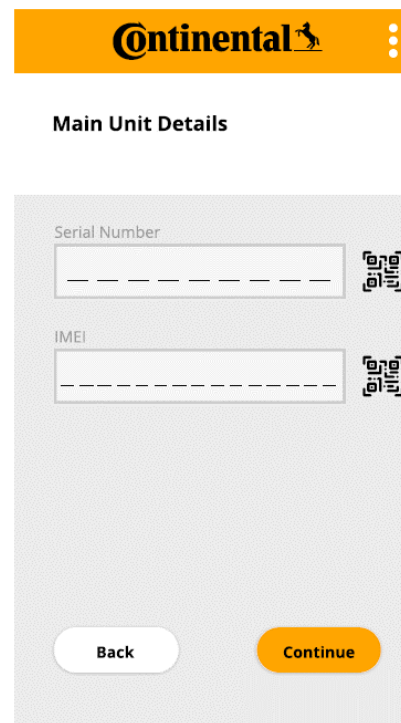 Continental
Main Unit Details
Serial Number
_ _ _ _ _ _ _ _ _ _
IMEI
_ _ _ _ _ _ _ _ _ _ _ _ _ _ _
Back
Continue